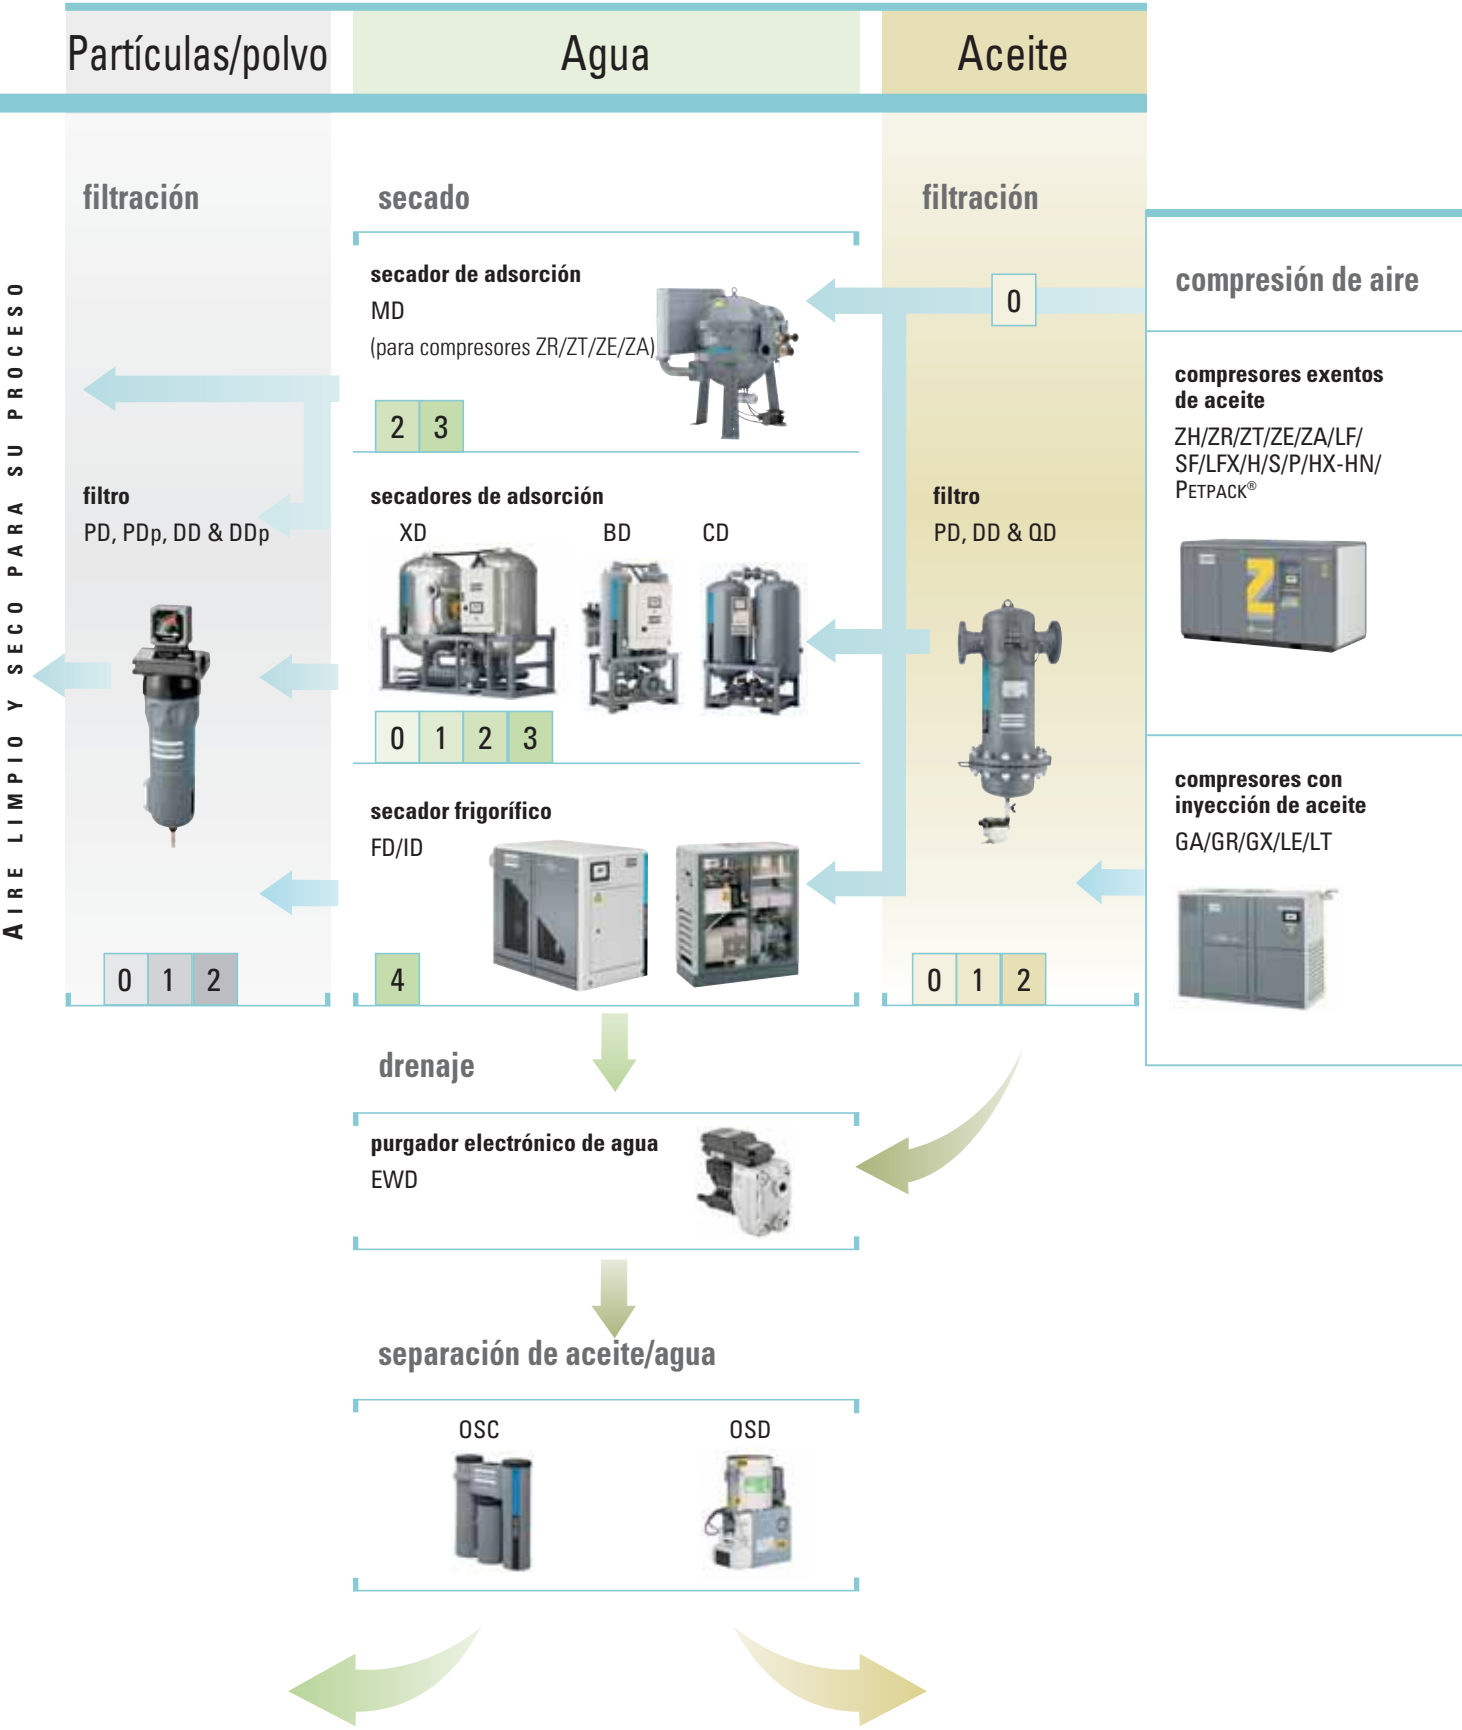 Partículas/polvo
Agua
Aceite
AIRE LIMPIO Y SECO PARA SU PROCESO
filtración
filtro
PD, PDp, DD & DDp
0 1 2
secado
secador de adsorción
MD
(para compresores ZR/ZT/ZE/ZA)
2 3
secadores de adsorción
XD
BD
CD
0 1 2 3
secador frigorífico
FD/ID
4
filtración
0
filtro
PD, DD & QD
0 1 2
compresión de aire
compresores exentos
de aceite
ZH/ZR/ZT/ZE/ZA/LF/
SF/LFX/H/S/P/HX-HN/
PETPACK®
Z
compresores con
inyección de aceite
GA/GR/GX/LE/LT
drenaje
purgador electrónico de agua
EWD
separación de aceite/agua
OSC
OSD